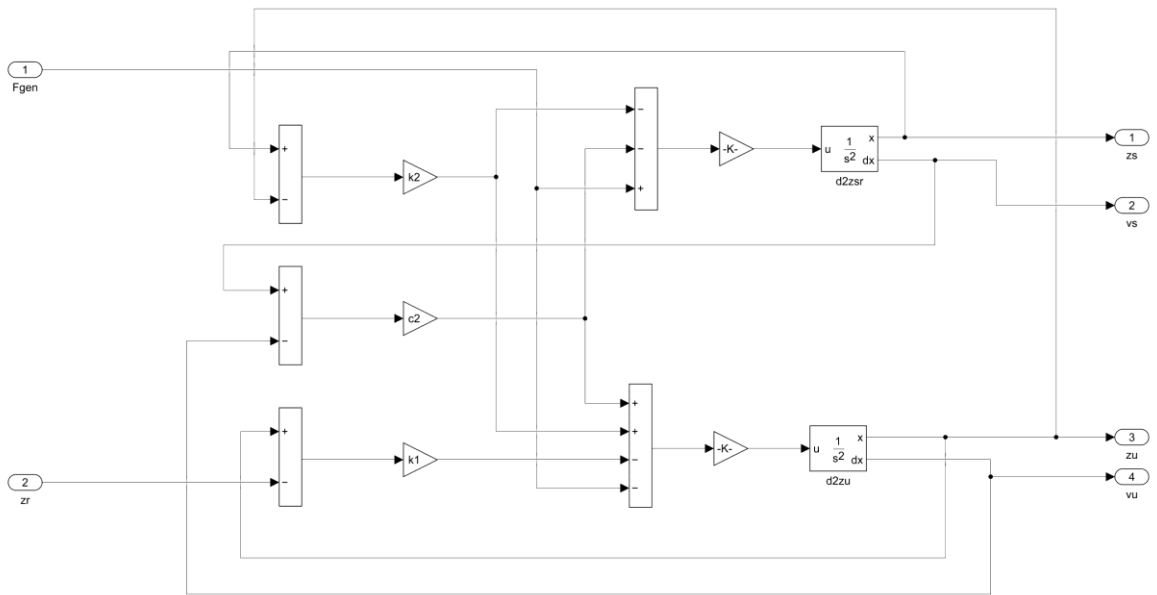 1
Fgen
+
−
k2
−
−
+
-K-
u
1
s2
x
dx
d2zsr
1
zs
2
vs
+
−
c2
+
−
k1
2
zr
+
+
−
−
-K-
u
1
s2
x
dx
d2zu
3
zu
4
vu